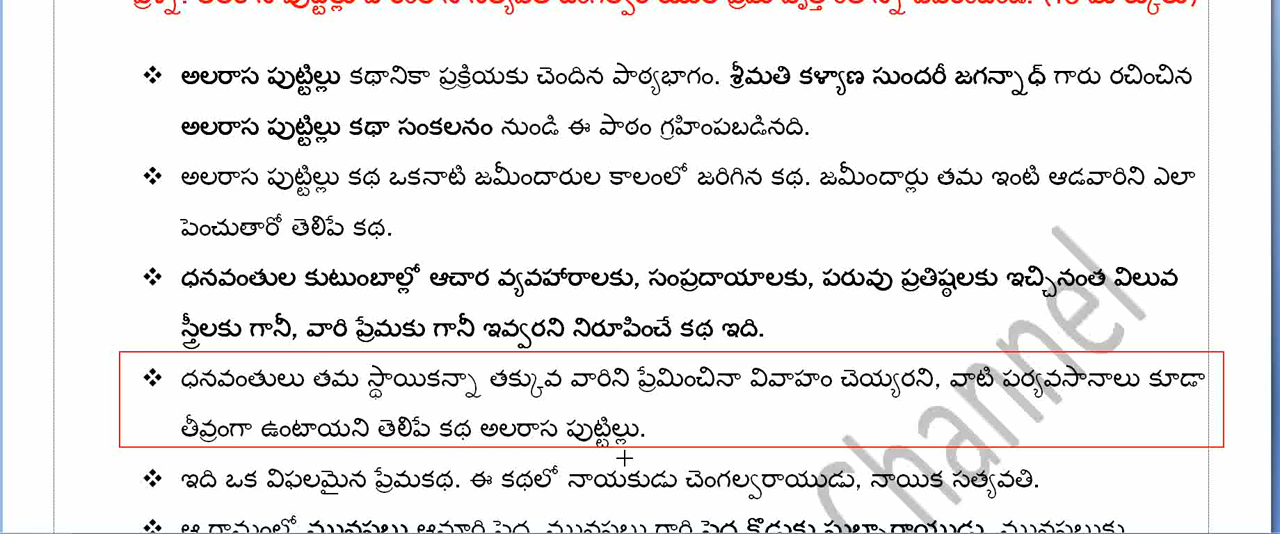 ❖ అలరాస పుట్టిల్లు కథానికా ప్రక్రియకు చెందిన పాఠ్యభాగం. శ్రీమతి కళ్యాణ సుందరీ జగన్నాధ్ గారు రచించిన
అలరాస పుట్టిల్లు కథా సంకలనం నుండి ఈ పాఠం గ్రహింపబడినది.
❖ అలరాస పుట్టిల్లు కథ ఒకనాటి జమీందారుల కాలంలో జరిగిన కథ. జమీందార్లు తమ ఇంటి ఆడవారిని ఎలా
పెంచుతారో తెలిపే కథ.
❖ ధనవంతుల కుటుంబాల్లో ఆచార వ్యవహారాలకు, సంప్రదాయాలకు, పరువు ప్రతిష్ఠలకు ఇచ్చినంత విలువ
స్త్రీలకు గానీ, వారి ప్రేమకు గానీ ఇవ్వరని నిరూపించే కథ ఇది.
❖ ధనవంతులు తమ స్థాయికన్నా తక్కువ వారిని ప్రేమించినా వివాహం చెయ్యరని, వాటి పర్యవసానాలు కూడా
తీవ్రంగా ఉంటాయని తెలిపే కథ అలరాస పుట్టిల్లు.
❖ ఇది ఒక విఫలమైన ప్రేమకథ. ఈ కథలో నాయకుడు చెంగల్వరాయుడు, నాయిక సత్యవతి.
Channel